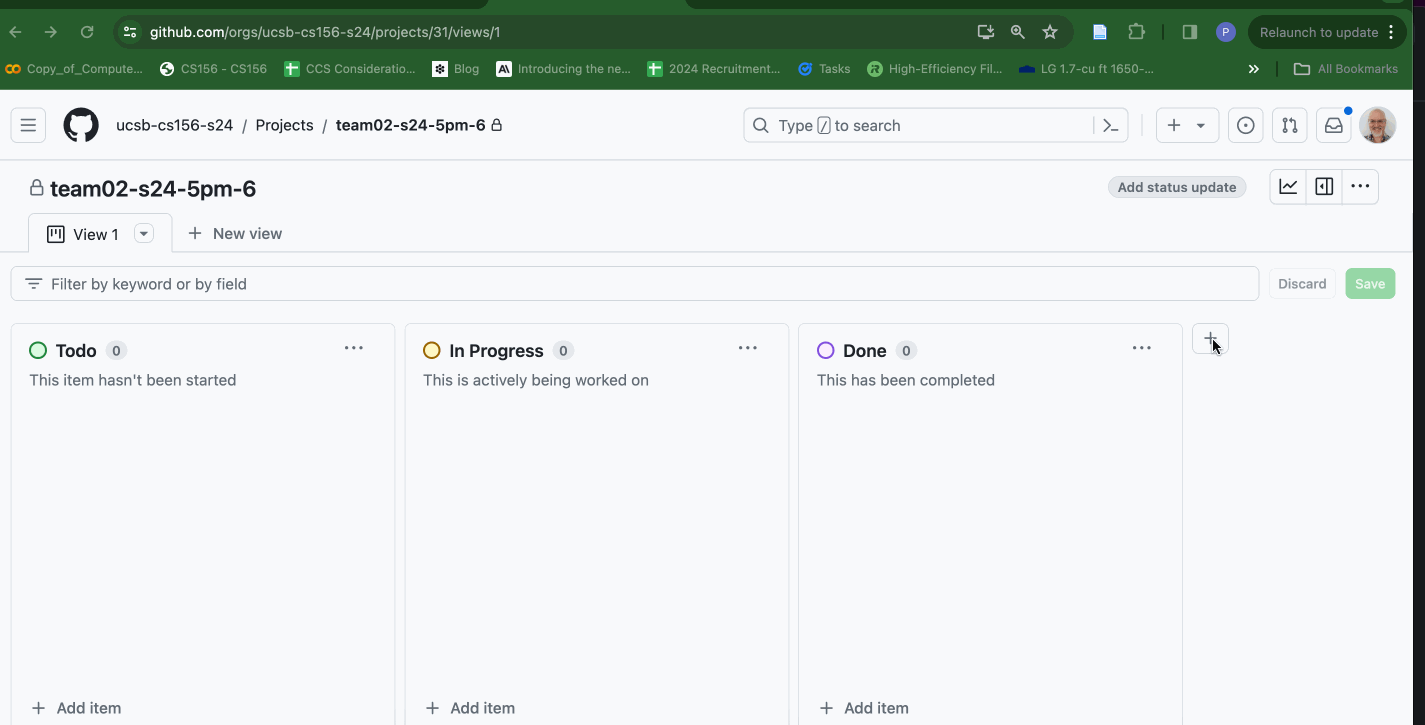 github.com/orgs/ucsb-cs156-s24/projects/31/views/1
P
Relaunch to update
Copy_of_Compute...
CS156 - CS156
CCS Consideratio...
Blog
Introducing the ne...
2024 Recruitment...
Tasks
High-Efficiency Fil...
LG 1.7-cu ft 1650-...
»
All Bookmarks
ucsb-cs156-s24 / Projects / team02-s24-5pm-6
Type / to search
team02-s24-5pm-6
Add status update
View 1
New view
Filter by keyword or by field
Discard
Save
Todo 0
This item hasn't been started
In Progress 0
This is actively being worked on
Done 0
This has been completed
+ Add item
+ Add item
+ Add item